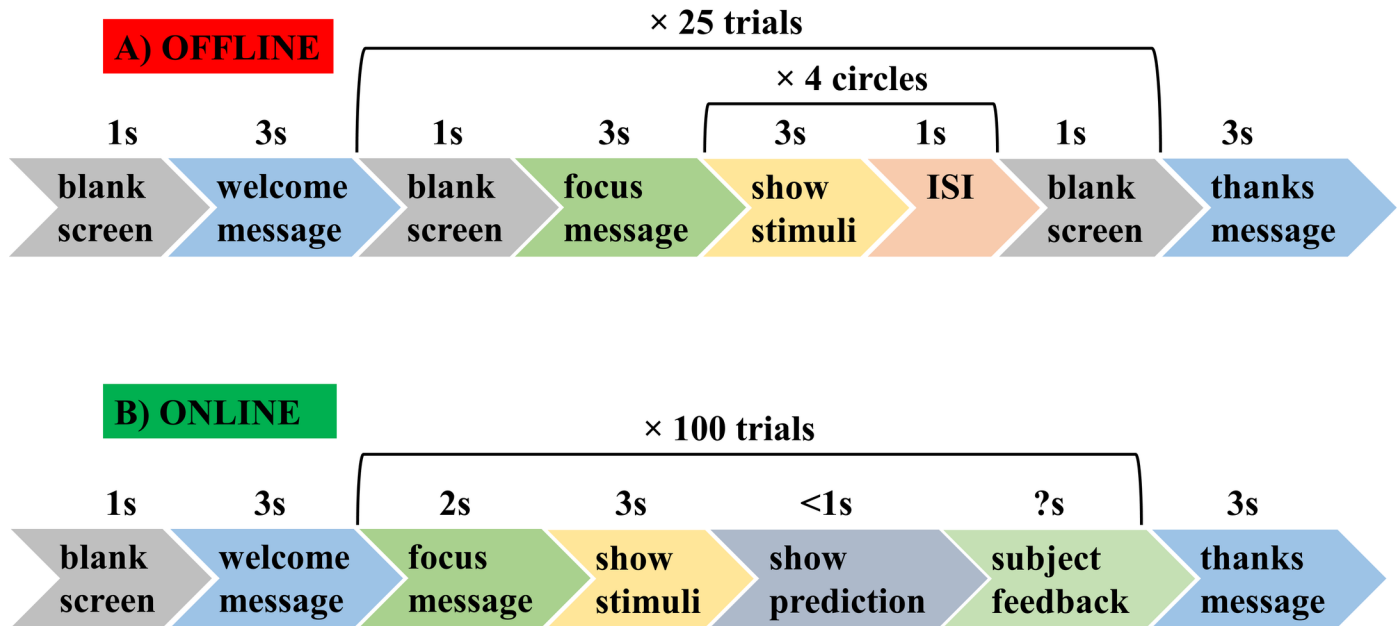 × 25 trials
A) OFFLINE
× 4 circles
1s 3s 1s 3s 3s 1s 1s 3s
blank welcome blank focus show ISI blank thanks
screen message screen message stimuli screen message
B) ONLINE
× 100 trials
1s 3s 2s 3s <1s ?s 3s
blank welcome focus show show subject thanks
screen message message stimuli prediction feedback message